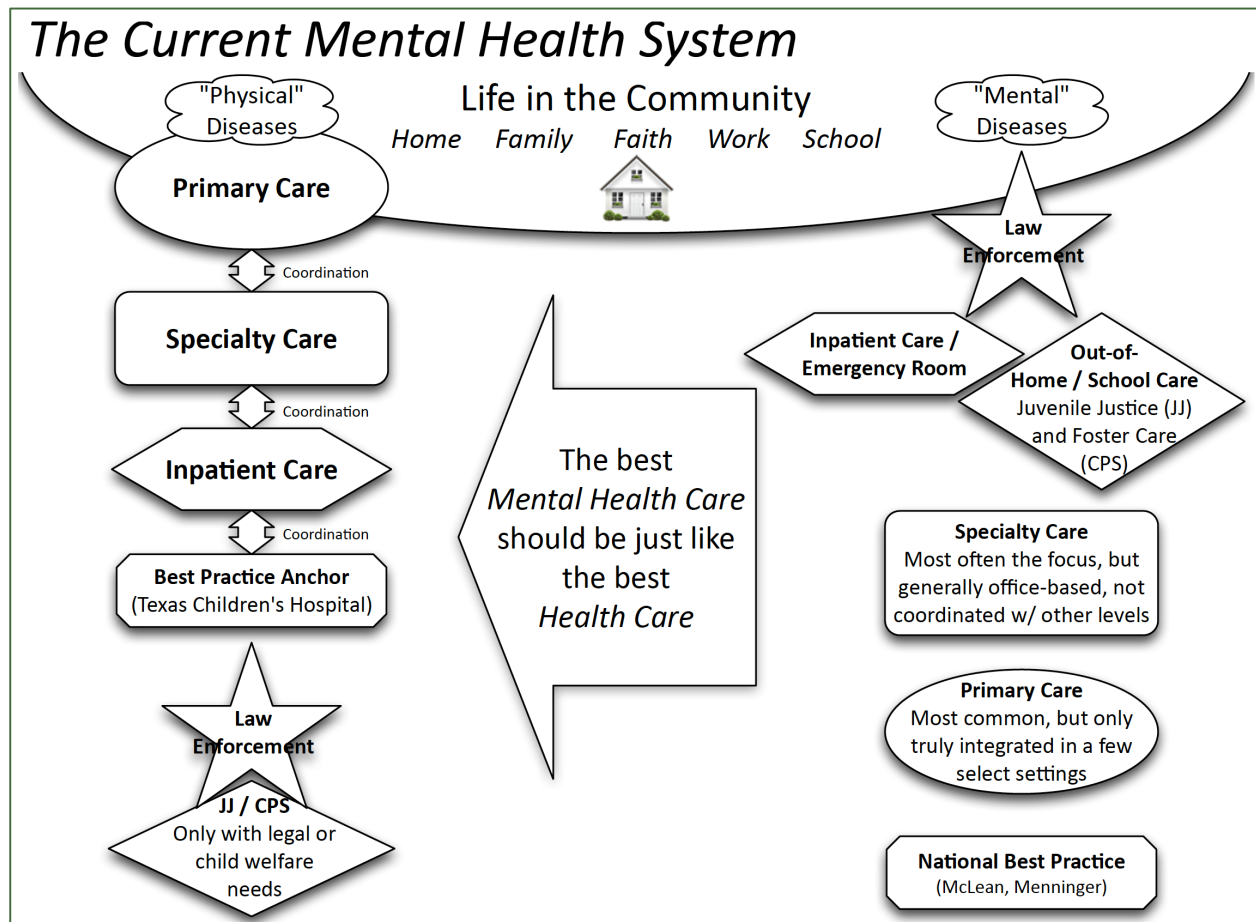 The Current Mental Health System
"Physical"
Diseases
Life in the Community
Home Family Faith Work School
"Mental"
Diseases
Primary Care
Coordination
Specialty Care
Coordination
Inpatient Care
Coordination
Best Practice Anchor
(Texas Children's Hospital)
Law
Enforcement
JJ / CPS
Only with legal or
child welfare
needs
The best
Mental Health Care
should be just like
the best
Health Care
Law
Enforcement
Inpatient Care /
Emergency Room
Out-of-
Home / School Care
Juvenile Justice (JJ)
and Foster Care
(CPS)
Specialty Care
Most often the focus, but
generally office-based, not
coordinated w/ other levels
Primary Care
Most common, but only
truly integrated in a few
select settings
National Best Practice
(McLean, Menninger)